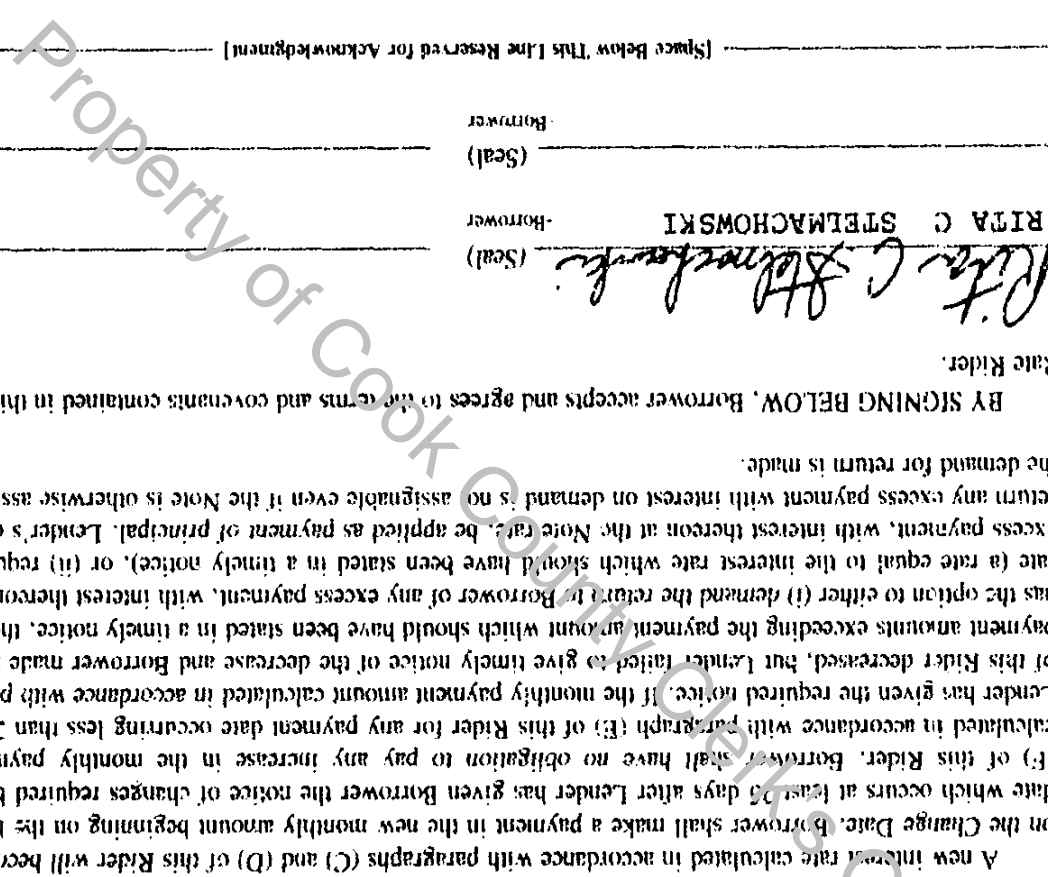 A new interest rate calculated in accordance with paragraphs (C) and (D) of this Rider will
on the Change Date. Borrower shall make a payment in the new monthly amount beginning on the
date which occurs at least 25 days after Lender has given Borrower the notice of changes required
(F) of this Rider. Borrower shall have no obligation to pay any increase in the monthly
calculated in accordance with paragraph (E) of this Rider for any payment date occurring less than
Lender has given the required notice. If the monthly payment amount calculated in accordance with
of this Rider decreased, but Lender failed to give timely notice of the decrease and Borrower made
payment amounts exceeding the payment amount which should have been stated in a timely notice,
has the option to either (i) demand the return to Borrower of any excess payment, with interest thereon
rate (a rate equal to the interest rate which should have been stated in a timely notice), or (ii)
excess payment, with interest thereon at the Note rate, be applied as payment of principal. Lender's
return any excess payment with interest on demand is not assignable even if the Note is otherwise
the demand for return is made.
BY SIGNING BELOW, Borrower accepts and agrees to the terms and covenants contained in
Rate Rider.
Rita C Stelmachowski (Seal)
RITA C STELMACHOWSKI -Borrower
(Seal)
-Borrower
[Space Below This Line Reserved for Acknowledgment]
Property of Cook County Clerk's